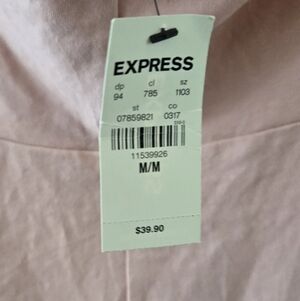 EXPRESS
dp cl sz
94 785 1103
st co
07859821 0317
11539926
M/M
$39.90